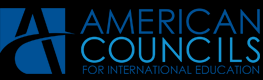 AMERICAN
COUNCILS
FOR INTERNATIONAL EDUCATION